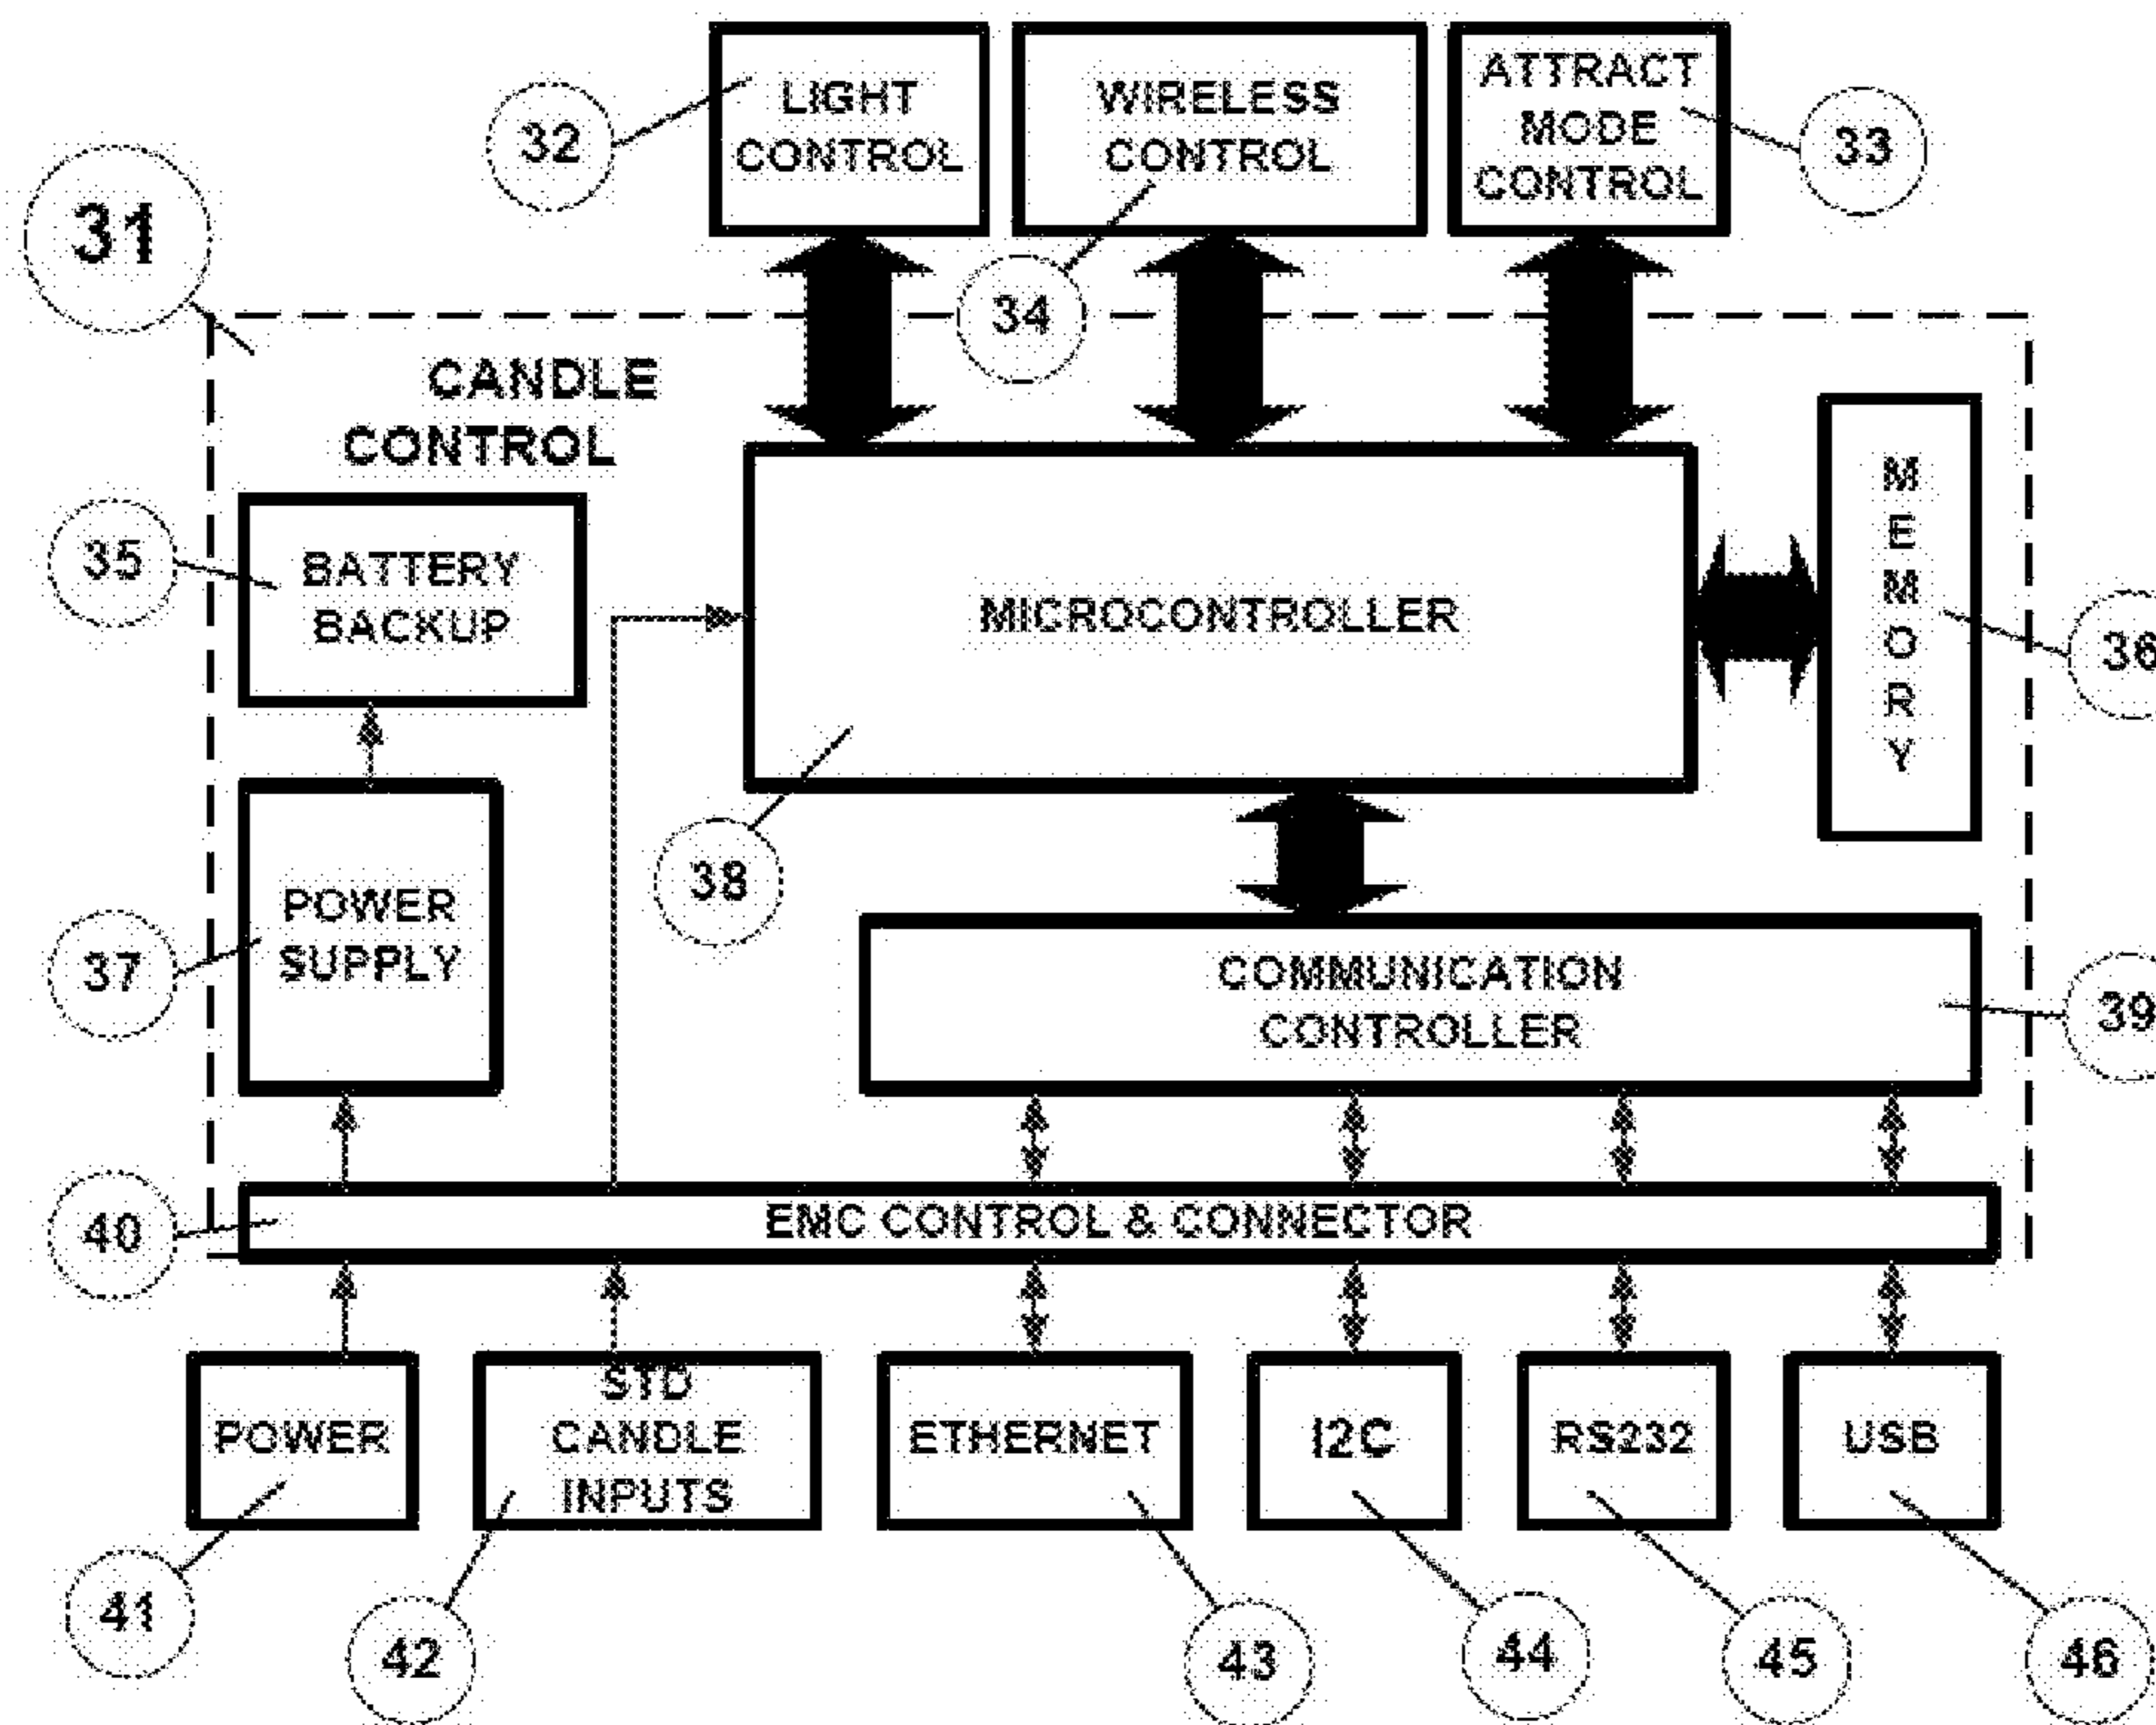 LIGHT
CONTROL
WIRELESS
CONTROL
ATTRACT
MODE
CONTROL
32
33
31
34
CANDLE
CONTROL
35
BATTERY
BACKUP
MICROCONTROLLER
M
E
M
O
R
Y
36
38
37
POWER
SUPPLY
COMMUNICATION
CONTROLLER
39
40
EMC CONTROL & CONNECTOR
POWER
STD
CANDLE
INPUTS
ETHERNET
I2C
RS232
USB
41
42
43
44
45
46